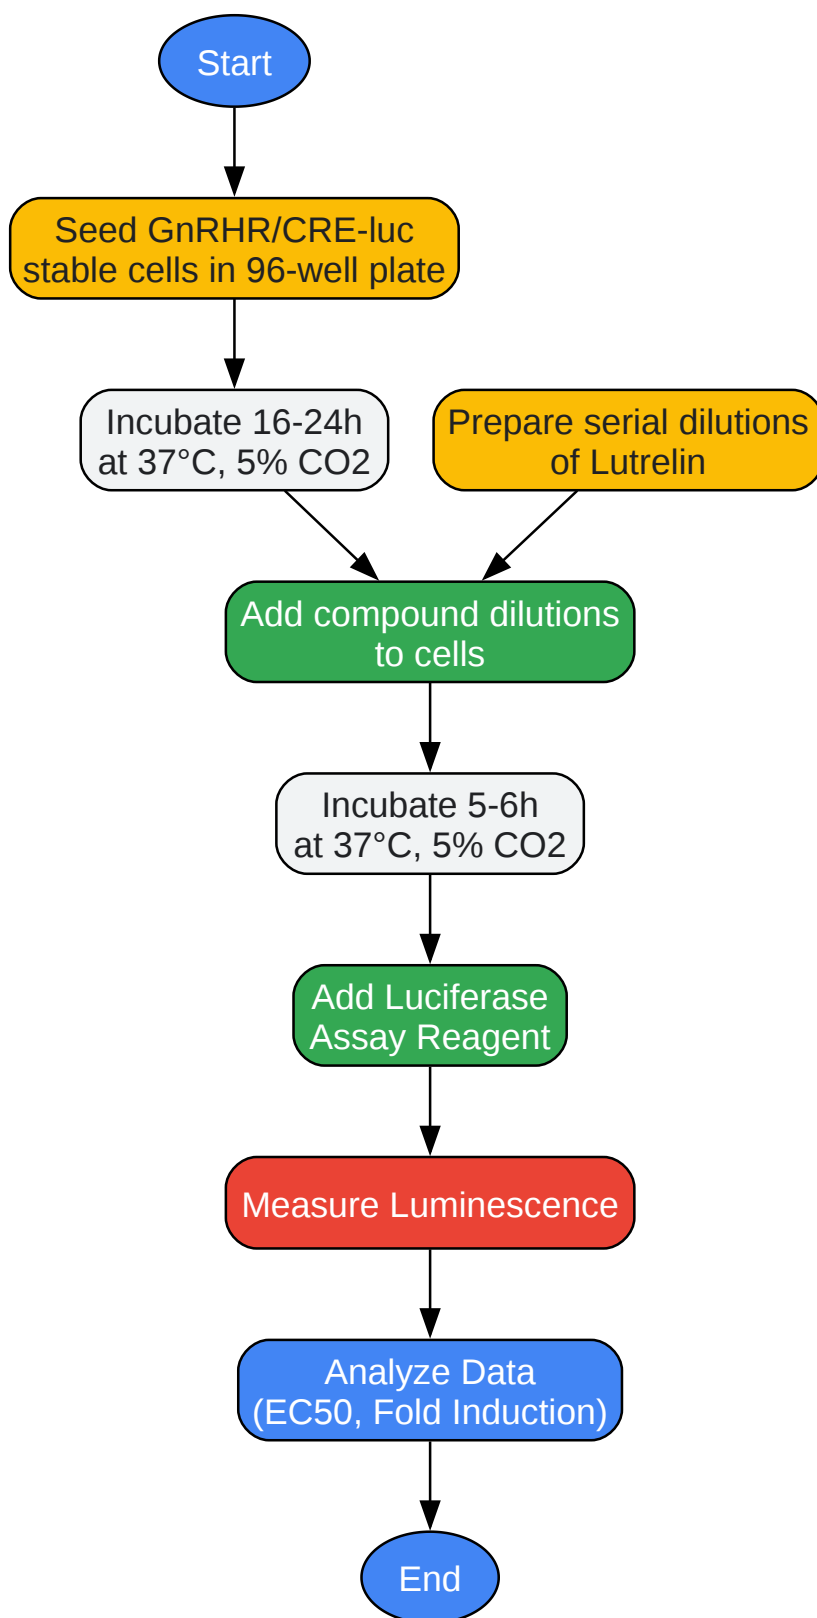 Start
Seed GnRHR/CRE-luc
stable cells in 96-well plate
Incubate 16-24h
at 37°C, 5% CO2
Prepare serial dilutions
of Lutrelin
Add compound dilutions
to cells
Incubate 5-6h
at 37°C, 5% CO2
Add Luciferase
Assay Reagent
Measure Luminescence
Analyze Data
(EC50, Fold Induction)
End